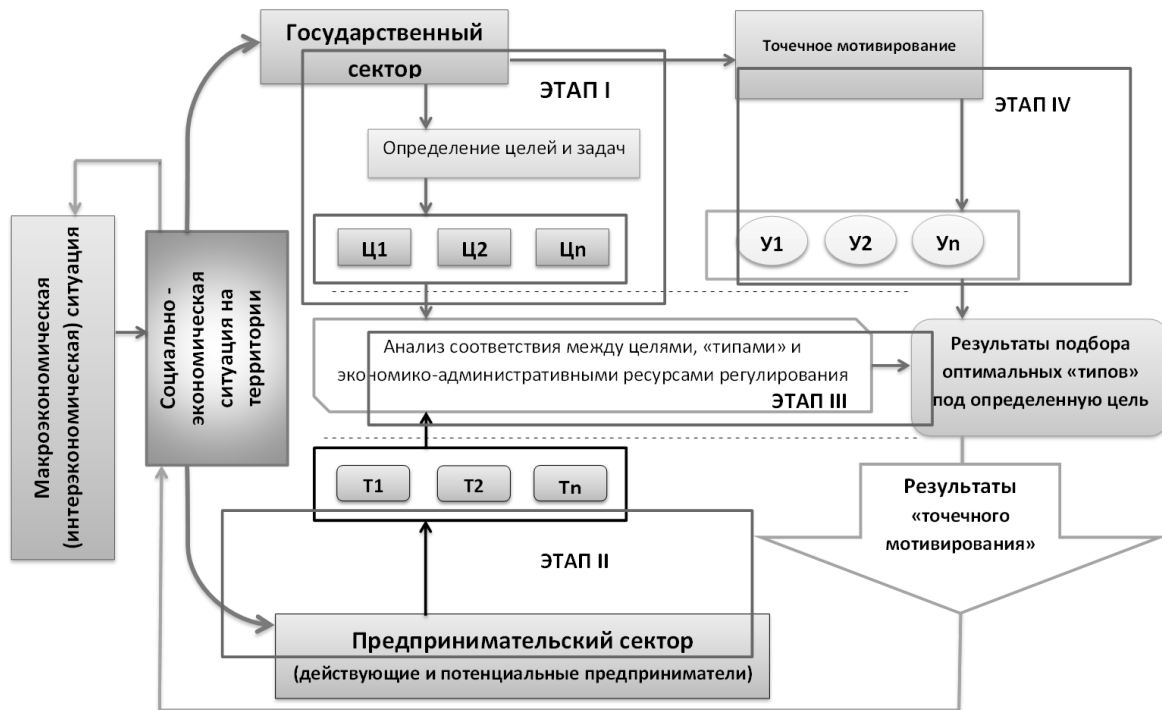 Государственный
сектор
Точечное мотивирование
ЭТАП I
ЭТАП IV
Определение целей и задач
Ц1
Ц2
Цn
У1
У2
Уn
Макроэкономическая
(интерэкономическая) ситуация
Социально -
экономическая
ситуация на
территории
Анализ соответствия между целями, «типами» и
экономико-административными ресурсами регулирования
ЭТАП III
Результаты подбора
оптимальных «типов»
под определенную цель
Т1
Т2
Тn
ЭТАП II
Результаты
«точечного
мотивирования»
Предпринимательский сектор
(действующие и потенциальные предприниматели)